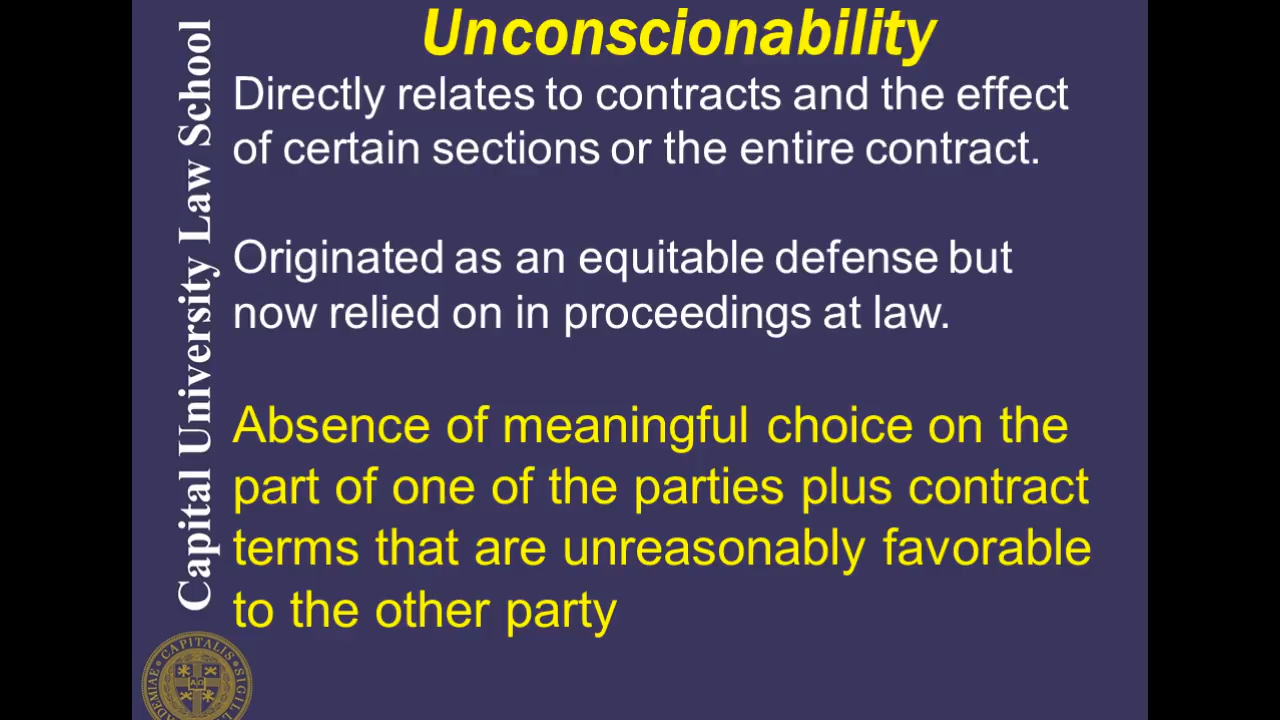 Unconscionability
Directly relates to contracts and the effect
of certain sections or the entire contract.
Originated as an equitable defense but
now relied on in proceedings at law.
Absence of meaningful choice on the
part of one of the parties plus contract
terms that are unreasonably favorable
to the other party
Capital University Law School
CAPITALIS